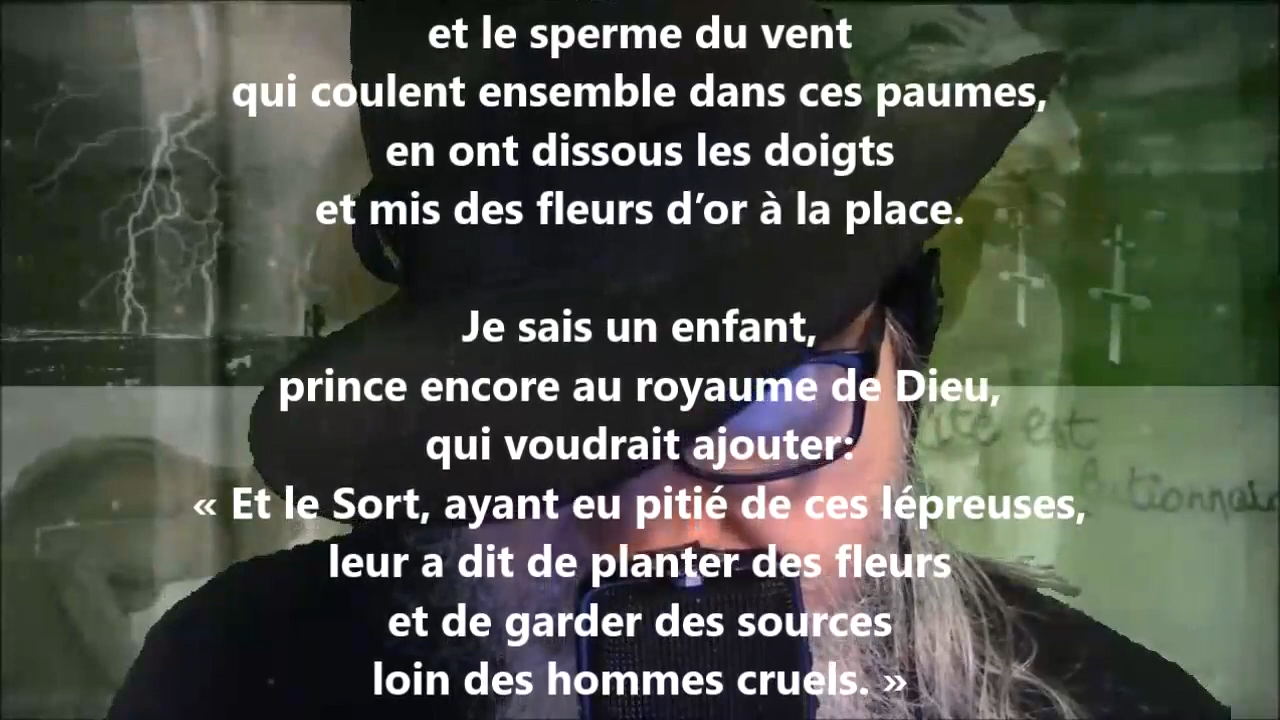 et le sperme du vent
qui coulent ensemble dans ces paumes,
en ont dissous les doigts
et mis des fleurs d’or à la place.
Je sais un enfant,
prince encore au royaume de Dieu,
qui voudrait ajouter:
« Et le Sort, ayant eu pitié de ces lépreuses,
leur a dit de planter des fleurs
et de garder des sources
loin des hommes cruels. »
est